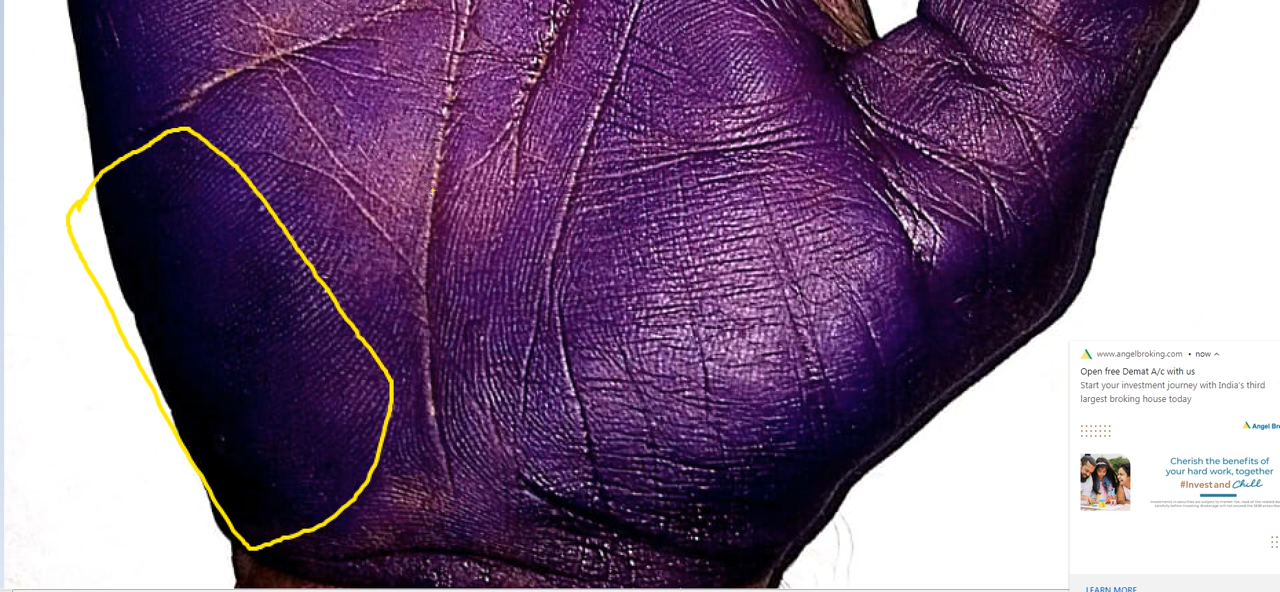 www.angelbroking.com • now
Open free Demat A/c with us
Start your investment journey with India's third
largest broking house today
Angel Br
Cherish the benefits of
your hard work, together
#Invest and Chill
LEARN MORE